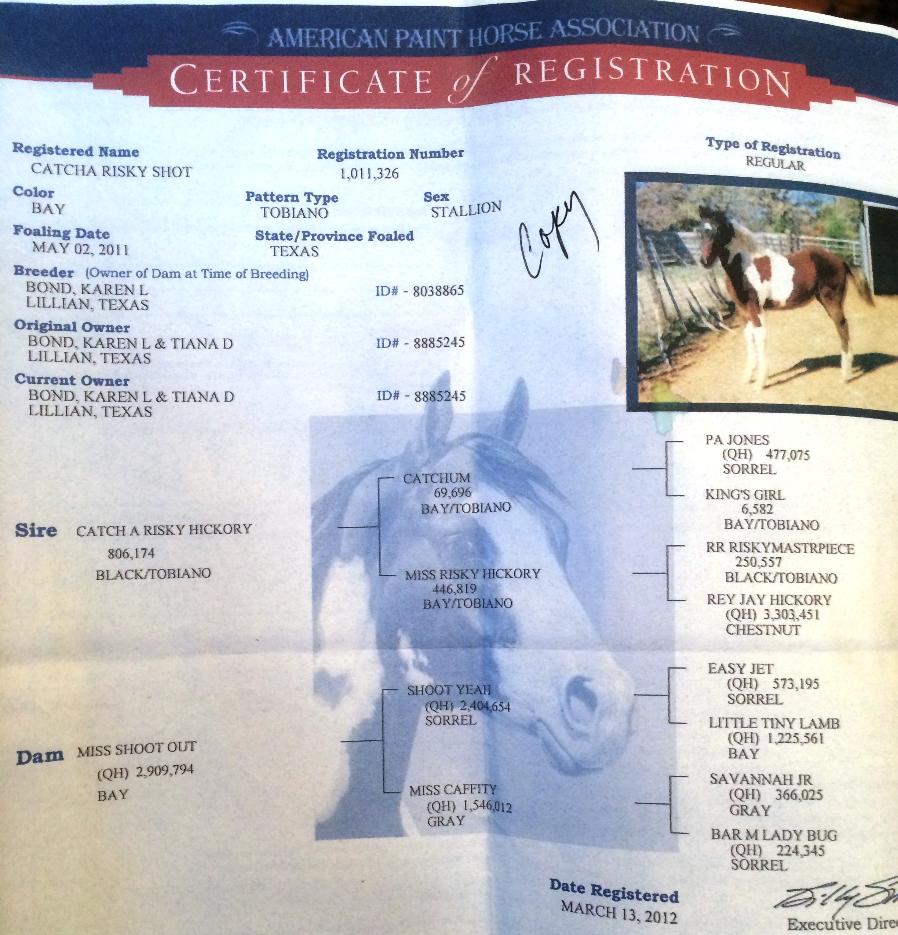 AMERICAN PAINT HORSE ASSOCIATION
CERTIFICATE of REGISTRATION
Registered Name
CATCHA RISKY SHOT
Registration Number
1,011,326
Type of Registration
REGULAR
Color
BAY
Pattern Type
TOBIANO
Sex
STALLION
Copy
Foaling Date
MAY 02, 2011
State/Province Foaled
TEXAS
Breeder (Owner of Dam at Time of Breeding)
BOND, KAREN L ID# - 8038865
LILLIAN, TEXAS
Original Owner
BOND, KAREN L & TIANA D ID# - 8885245
LILLIAN, TEXAS
Current Owner
BOND, KAREN L & TIANA D ID# - 8885245
LILLIAN, TEXAS
Sire CATCH A RISKY HICKORY
806,174
BLACK/TOBIANO
CATCHUM
69,696
BAY/TOBIANO
MISS RISKY HICKORY
446,819
BAY/TOBIANO
PA JONES
(QH) 477,075
SORREL
KING'S GIRL
6,582
BAY/TOBIANO
RR RISKYMASTRPIECE
250,557
BLACK/TOBIANO
REY JAY HICKORY
(QH) 3,303,451
CHESTNUT
Dam MISS SHOOT OUT
(QH) 2,909,794
BAY
SHOOT YEAH
(QH) 2,404,654
SORREL
MISS CAFFITY
(QH) 1,546,012
GRAY
EASY JET
(QH) 573,195
SORREL
LITTLE TINY LAMB
(QH) 1,225,561
BAY
SAVANNAH JR
(QH) 366,025
GRAY
BAR M LADY BUG
(QH) 224,345
SORREL
Date Registered
MARCH 13, 2012
Executive Dire